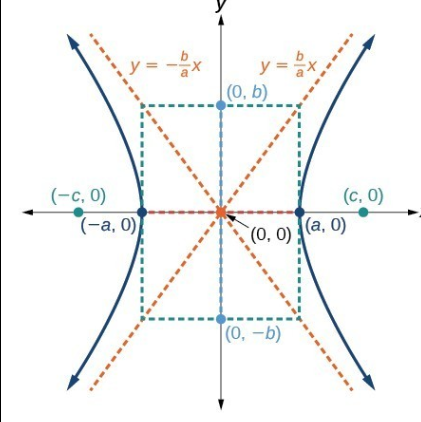 y
y = −b/a x
y = b/a x
(0, b)
(−c, 0)
(c, 0)
(−a, 0)
(a, 0)
(0, 0)
(0, −b)